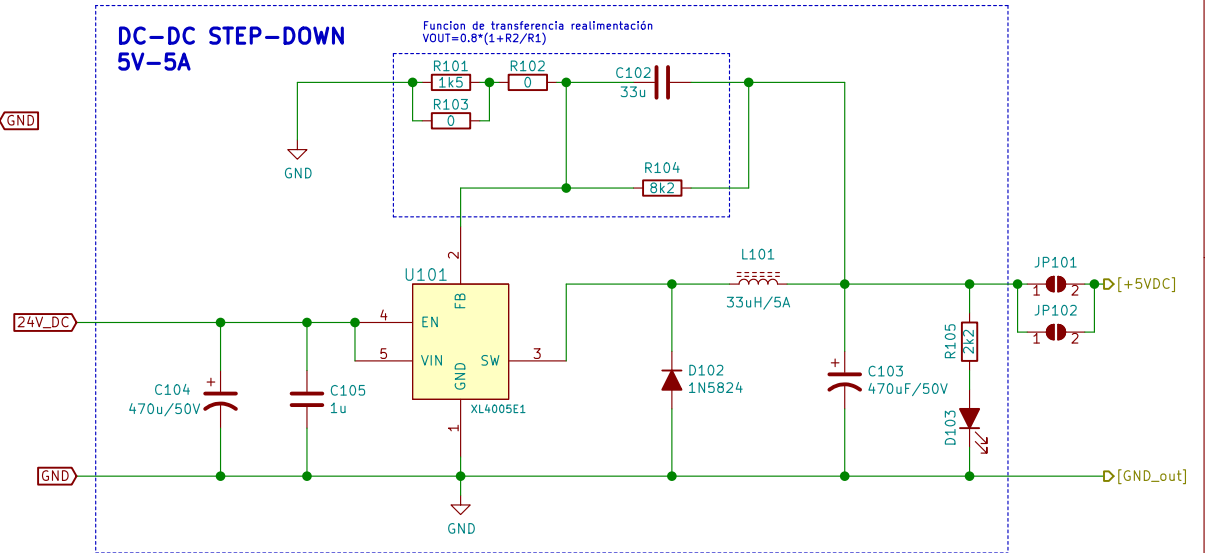 DC-DC STEP-DOWN
5V-5A
Funcion de transferencia realimentación
VOUT=0.8*(1+R2/R1)
R101
1k5
R102
0
C102
33u
R103
0
GND
GND
R104
8k2
U101
2
FB
L101
33uH/5A
JP101
1 2
[+5VDC]
JP102
1 2
24V_DC
4
EN
5
VIN
GND
SW
3
1
XL4005E1
R105
2k2
C104
470u/50V
+
C105
1u
D102
1N5824
+
C103
470uF/50V
D103
GND
GND
[GND_out]